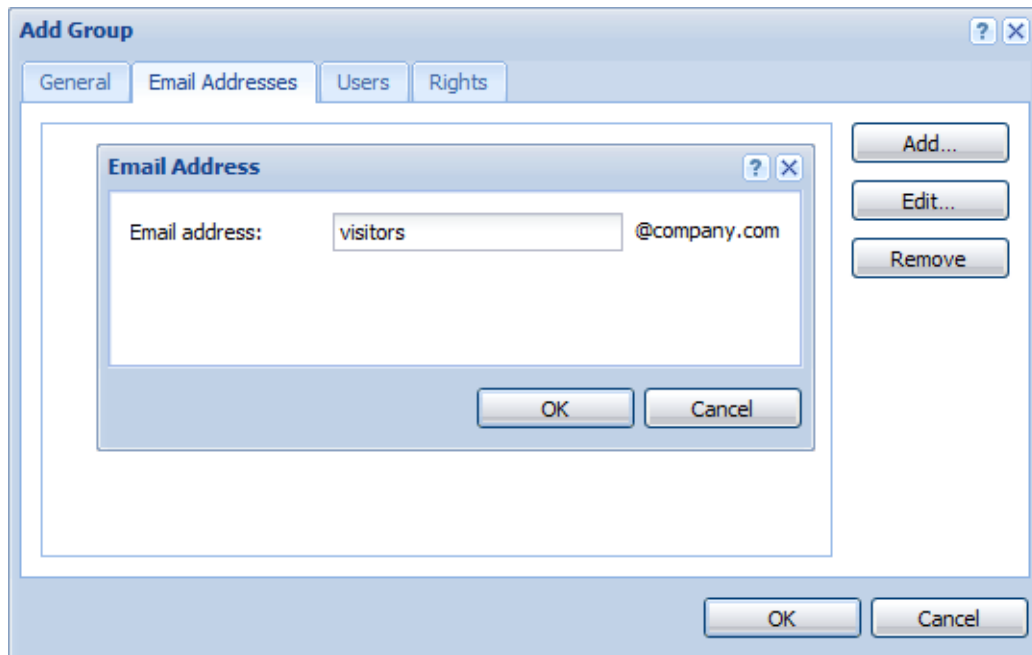 Add Group
General Email Addresses Users Rights
Add...
Email Address
Edit...
Email address: visitors @company.com
Remove
OK Cancel
OK Cancel